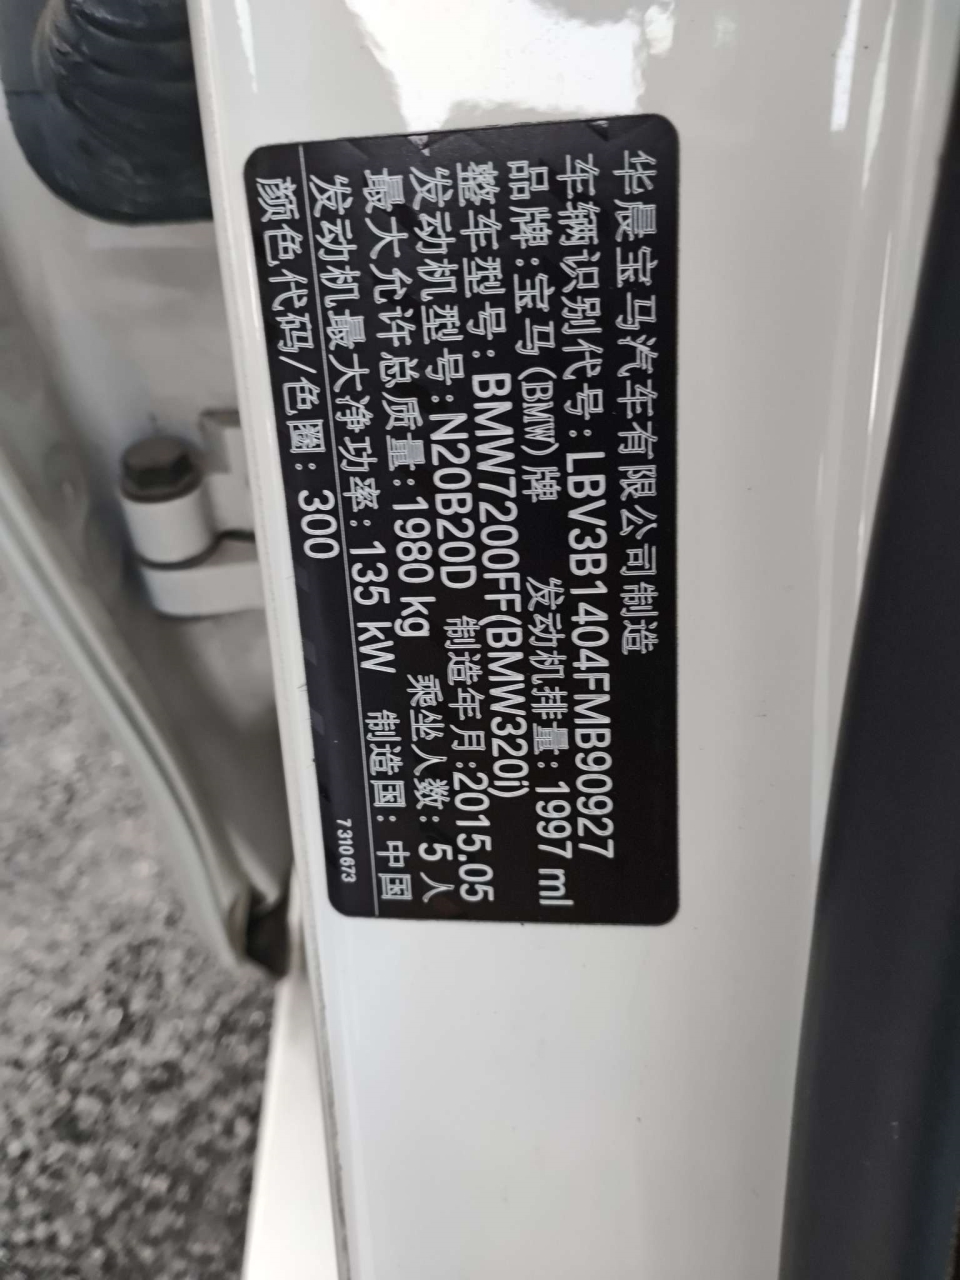 华晨宝马汽车有限公司制造
车辆识别代号：LBV3B1404FMB90927
品牌：宝马(BMW)牌 发动机排量：1997 ml
整车型号：BMW7200FF(BMW320i)
发动机型号：N20B20D 制造年月：2015.05
最大允许总质量：1980 kg 乘坐人数：5人
发动机最大净功率：135 kW 制造国：中国
颜色代码/色圈：300
7 310 673